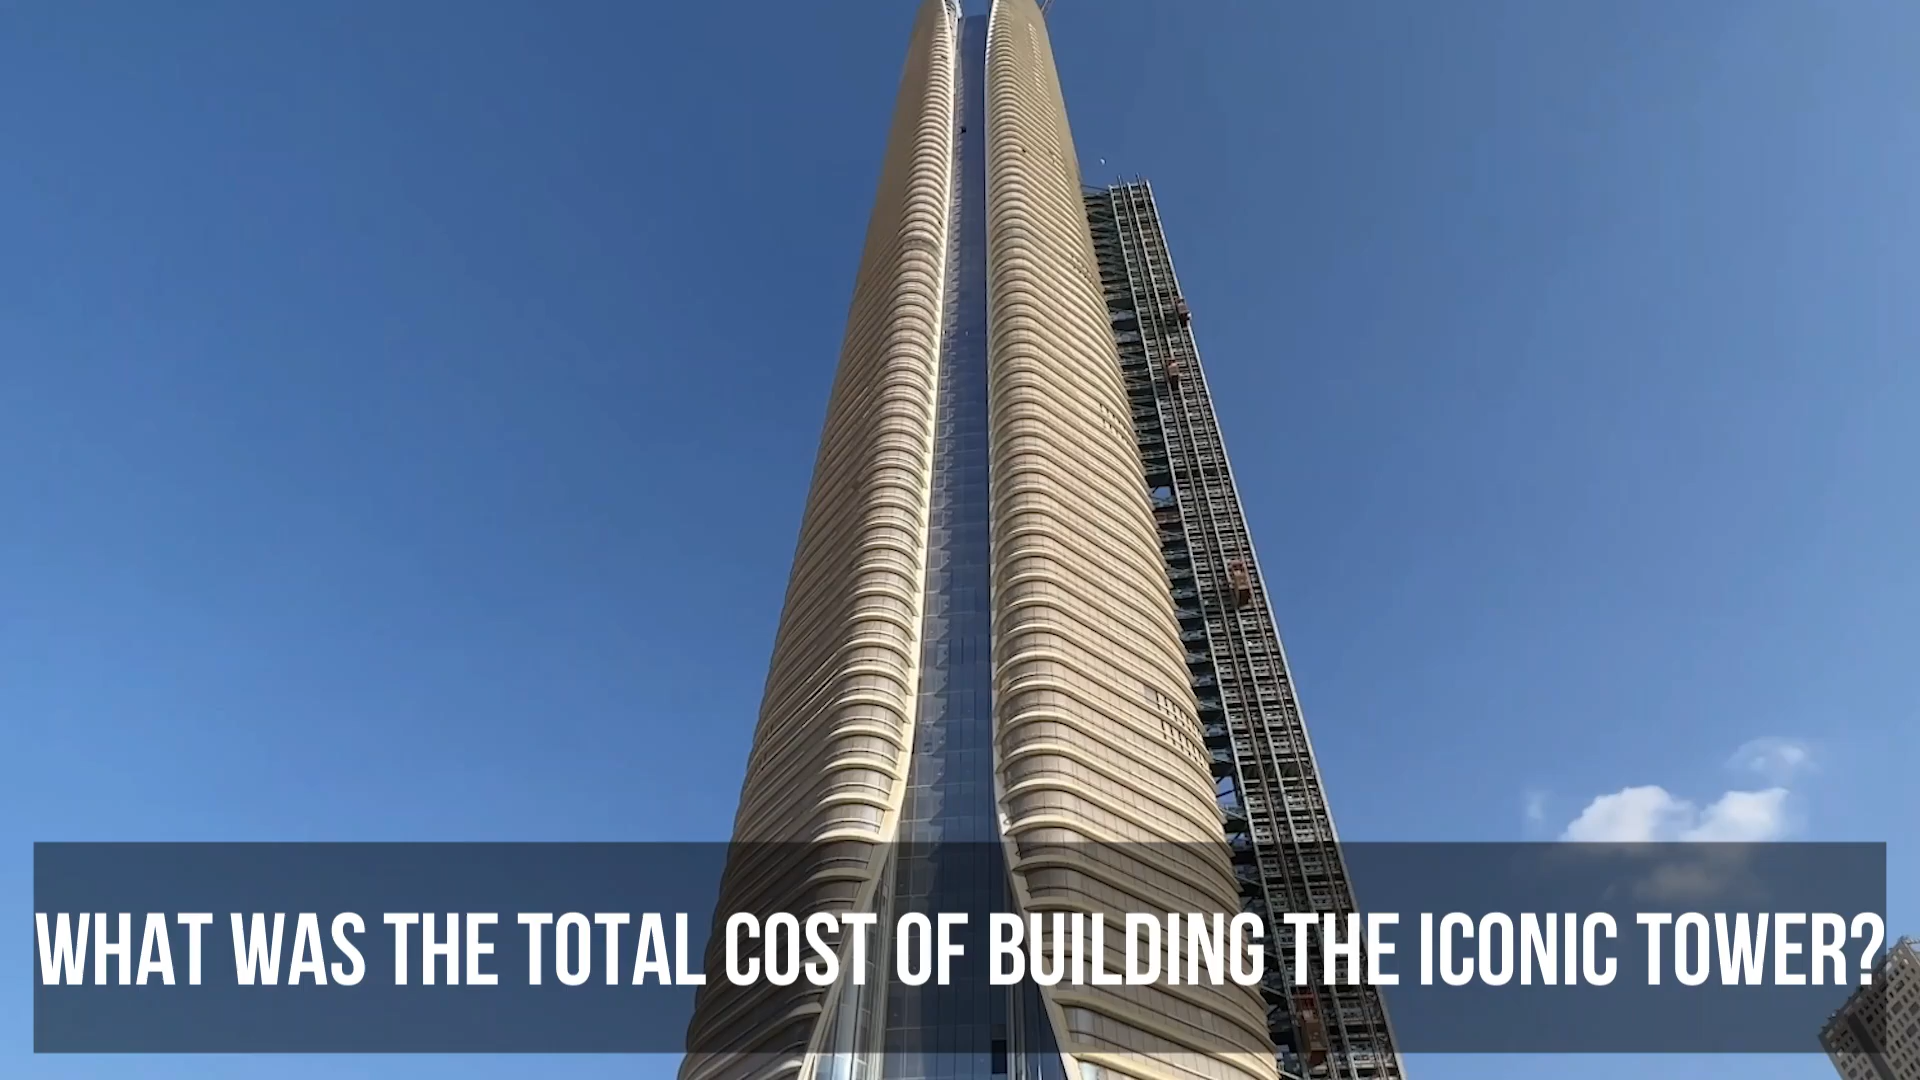 WHAT WAS THE TOTAL COST OF BUILDING THE ICONIC TOWER?